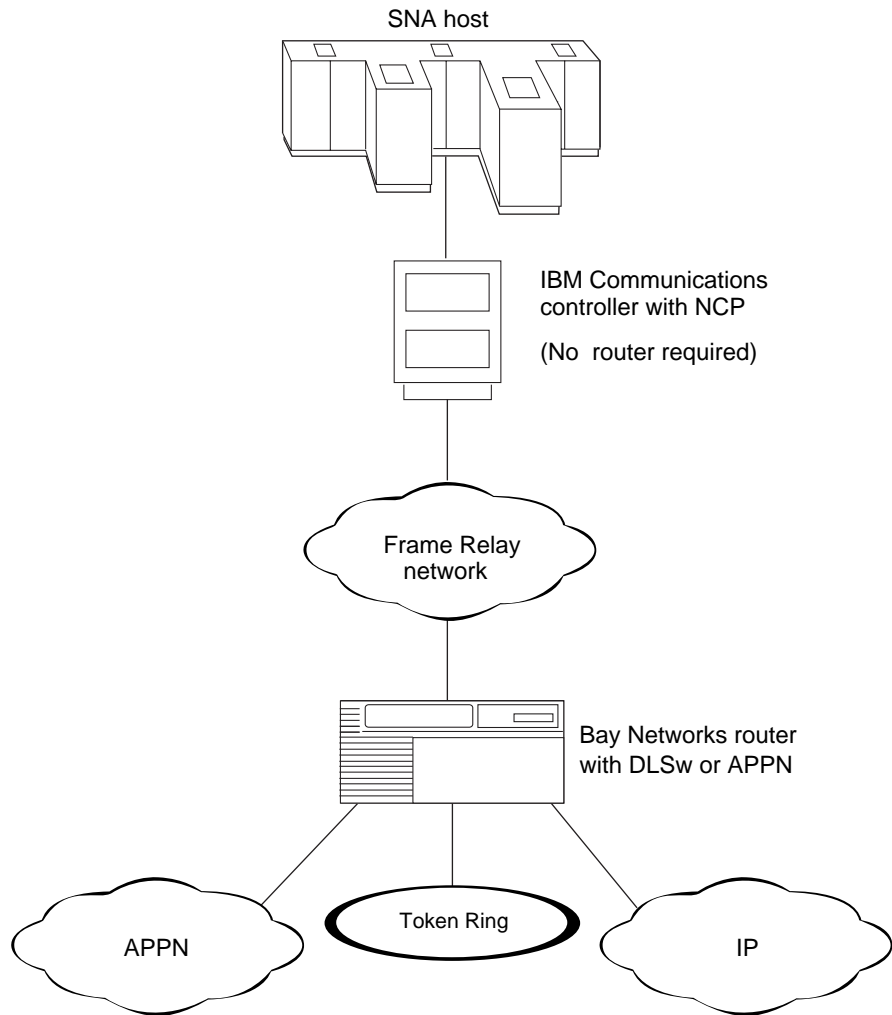 SNA host
IBM Communications
controller with NCP
(No router required)
Frame Relay
network
Bay Networks router
with DLSw or APPN
APPN
Token Ring
IP